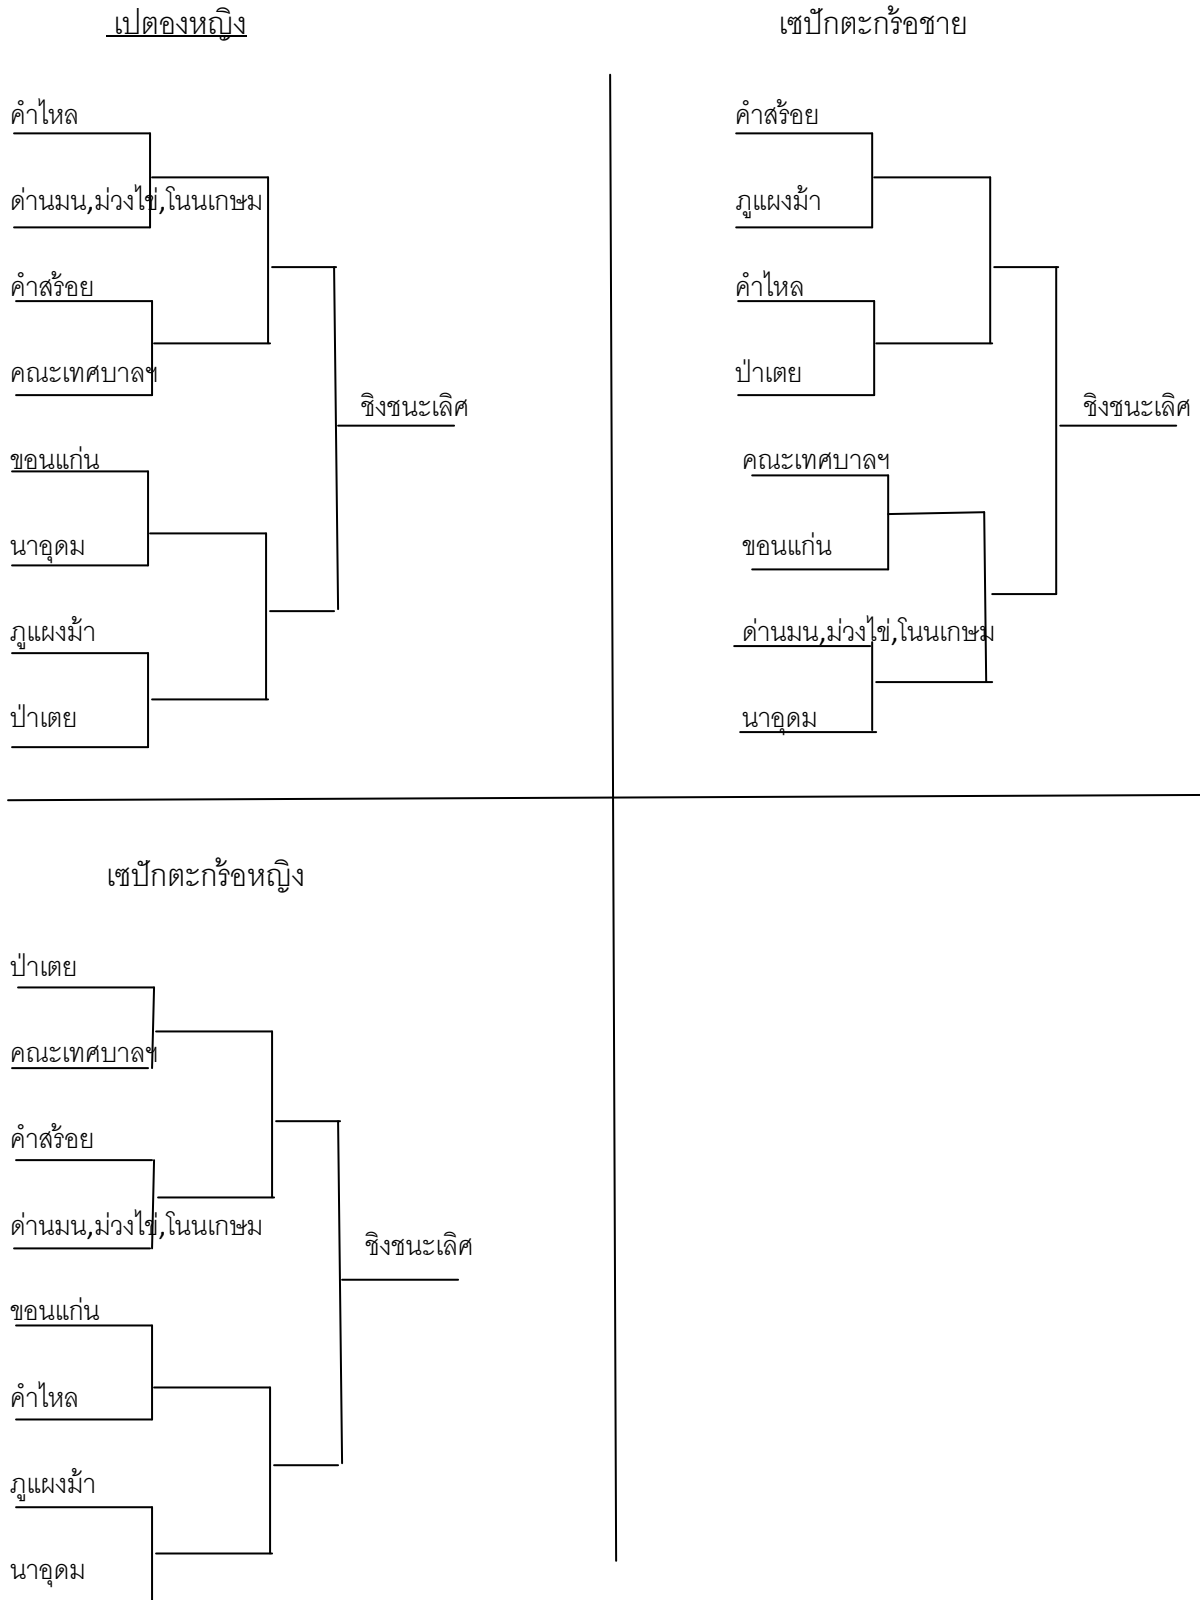 เปตองหญิง
คำไหล
ด่านมน,ม่วงไข่,โนนเกษม
คำสร้อย
คณะเทศบาลฯ
ชิงชนะเลิศ
ขอนแก่น
นาอุดม
ภูแผงม้า
ป่าเตย
เซปักตะกร้อชาย
คำสร้อย
ภูแผงม้า
คำไหล
ป่าเตย
ชิงชนะเลิศ
คณะเทศบาลฯ
ขอนแก่น
ด่านมน,ม่วงไข่,โนนเกษม
นาอุดม
เซปักตะกร้อหญิง
ป่าเตย
คณะเทศบาลฯ
คำสร้อย
ด่านมน,ม่วงไข่,โนนเกษม
ชิงชนะเลิศ
ขอนแก่น
คำไหล
ภูแผงม้า
นาอุดม